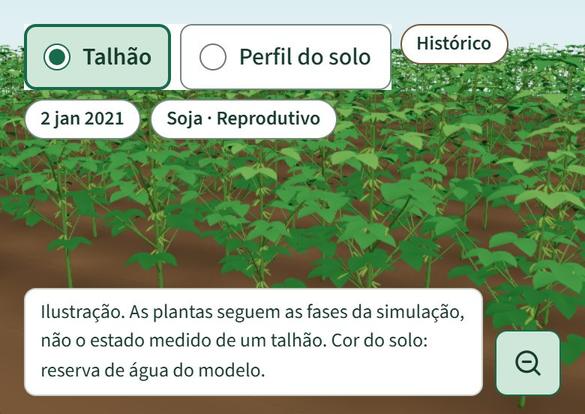 Talhão
Perfil do solo
Histórico
2 jan 2021
Soja · Reprodutivo
Ilustração. As plantas seguem as fases da simulação,
não o estado medido de um talhão. Cor do solo:
reserva de água do modelo.